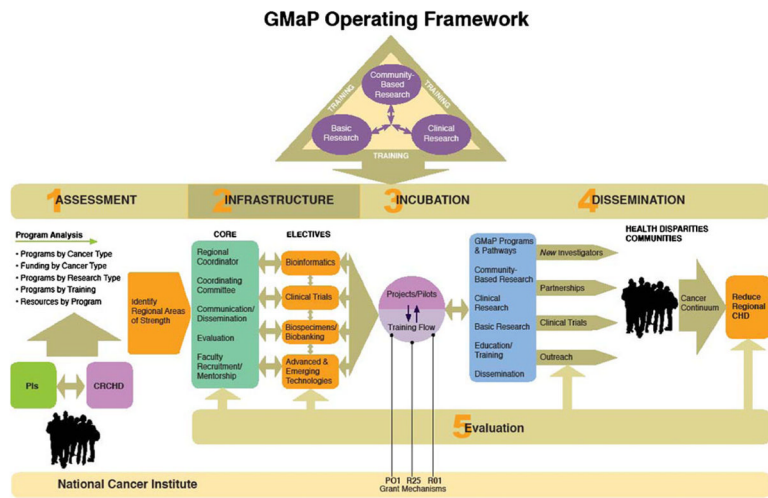 GMaP Operating Framework
TRAINING
TRAINING
Community-
Based
Research
Basic
Research
Clinical
Research
TRAINING
1 ASSESSMENT
2 INFRASTRUCTURE
3 INCUBATION
4 DISSEMINATION
Program Analysis
• Programs by Cancer Type
• Funding by Cancer Type
• Programs by Research Type
• Programs by Training
• Resources by Program
PIs
CRCHD
Identify
Regional Areas
of Strength
CORE
Regional
Coordinator
Coordinating
Committee
Communication/
Dissemination
Evaluation
Faculty
Recruitment/
Mentorship
ELECTIVES
Bioinformatics
Clinical Trials
Biospecimens/
Biobanking
Advanced &
Emerging
Technologies
Projects/Pilots
Training Flow
GMaP Programs
& Pathways
Community-
Based Research
Clinical
Research
Basic Research
Education/
Training
Dissemination
New Investigators
Partnerships
Clinical Trials
Outreach
HEALTH DISPARITIES
COMMUNITIES
Cancer
Continuum
Reduce
Regional
CHD
5 Evaluation
National Cancer Institute
PO1 R25 R01
Grant Mechanisms